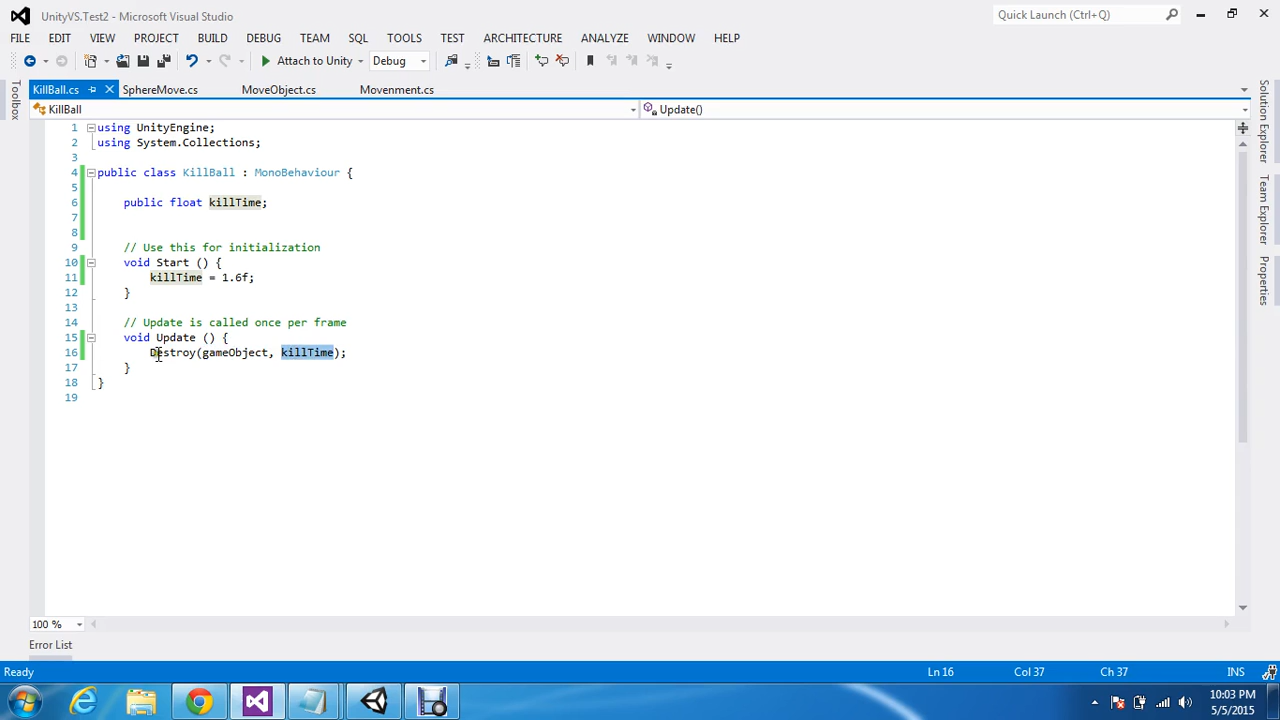 UnityVS.Test2 - Microsoft Visual Studio
Quick Launch (Ctrl+Q)
FILE EDIT VIEW PROJECT BUILD DEBUG TEAM SQL TOOLS TEST ARCHITECTURE ANALYZE WINDOW HELP
Attach to Unity Debug
KillBall.cs SphereMove.cs MoveObject.cs Movenment.cs
KillBall Update()
Toolbox
1 using UnityEngine;
2 using System.Collections;
3
4 public class KillBall : MonoBehaviour {
5
6 public float killTime;
7
8
9 // Use this for initialization
10 void Start () {
11 killTime = 1.6f;
12 }
13
14 // Update is called once per frame
15 void Update () {
16 Destroy(gameObject, killTime);
17 }
18 }
19
Solution Explorer
Team Explorer
Properties
100 %
Error List
Ready Ln 16 Col 37 Ch 37 INS
10:03 PM
5/5/2015